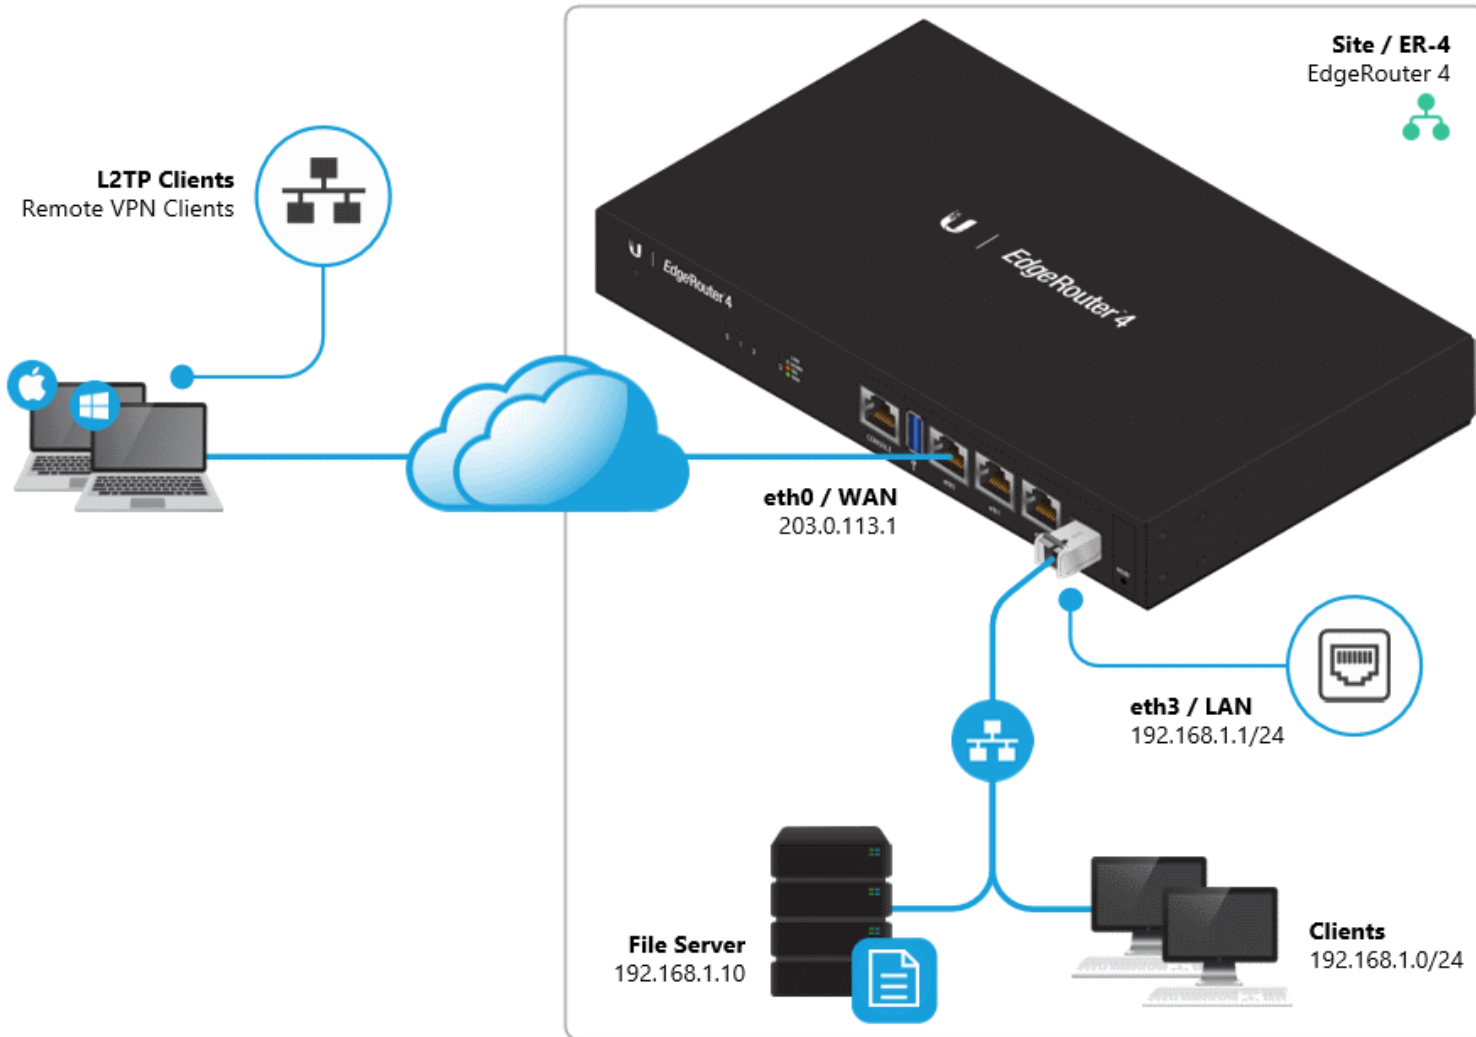 Site / ER-4
EdgeRouter 4
L2TP Clients
Remote VPN Clients
EdgeRouter 4
EdgeRouter 4
CONSOLE
eth0 / WAN
203.0.113.1
eth3 / LAN
192.168.1.1/24
File Server
192.168.1.10
Clients
192.168.1.0/24